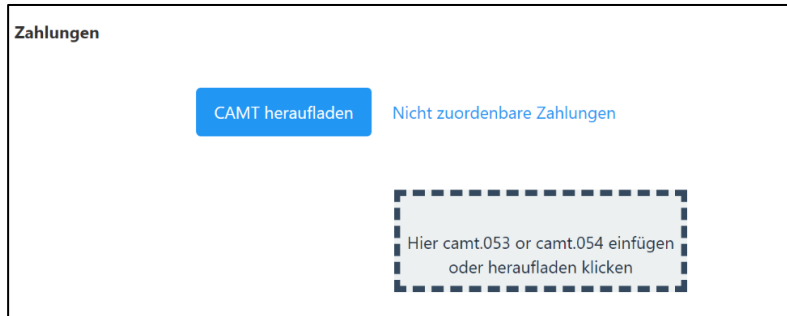 Zahlungen
CAMT heraufladen
Nicht zuordenbare Zahlungen
Hier camt.053 or camt.054 einfügen
oder heraufladen klicken